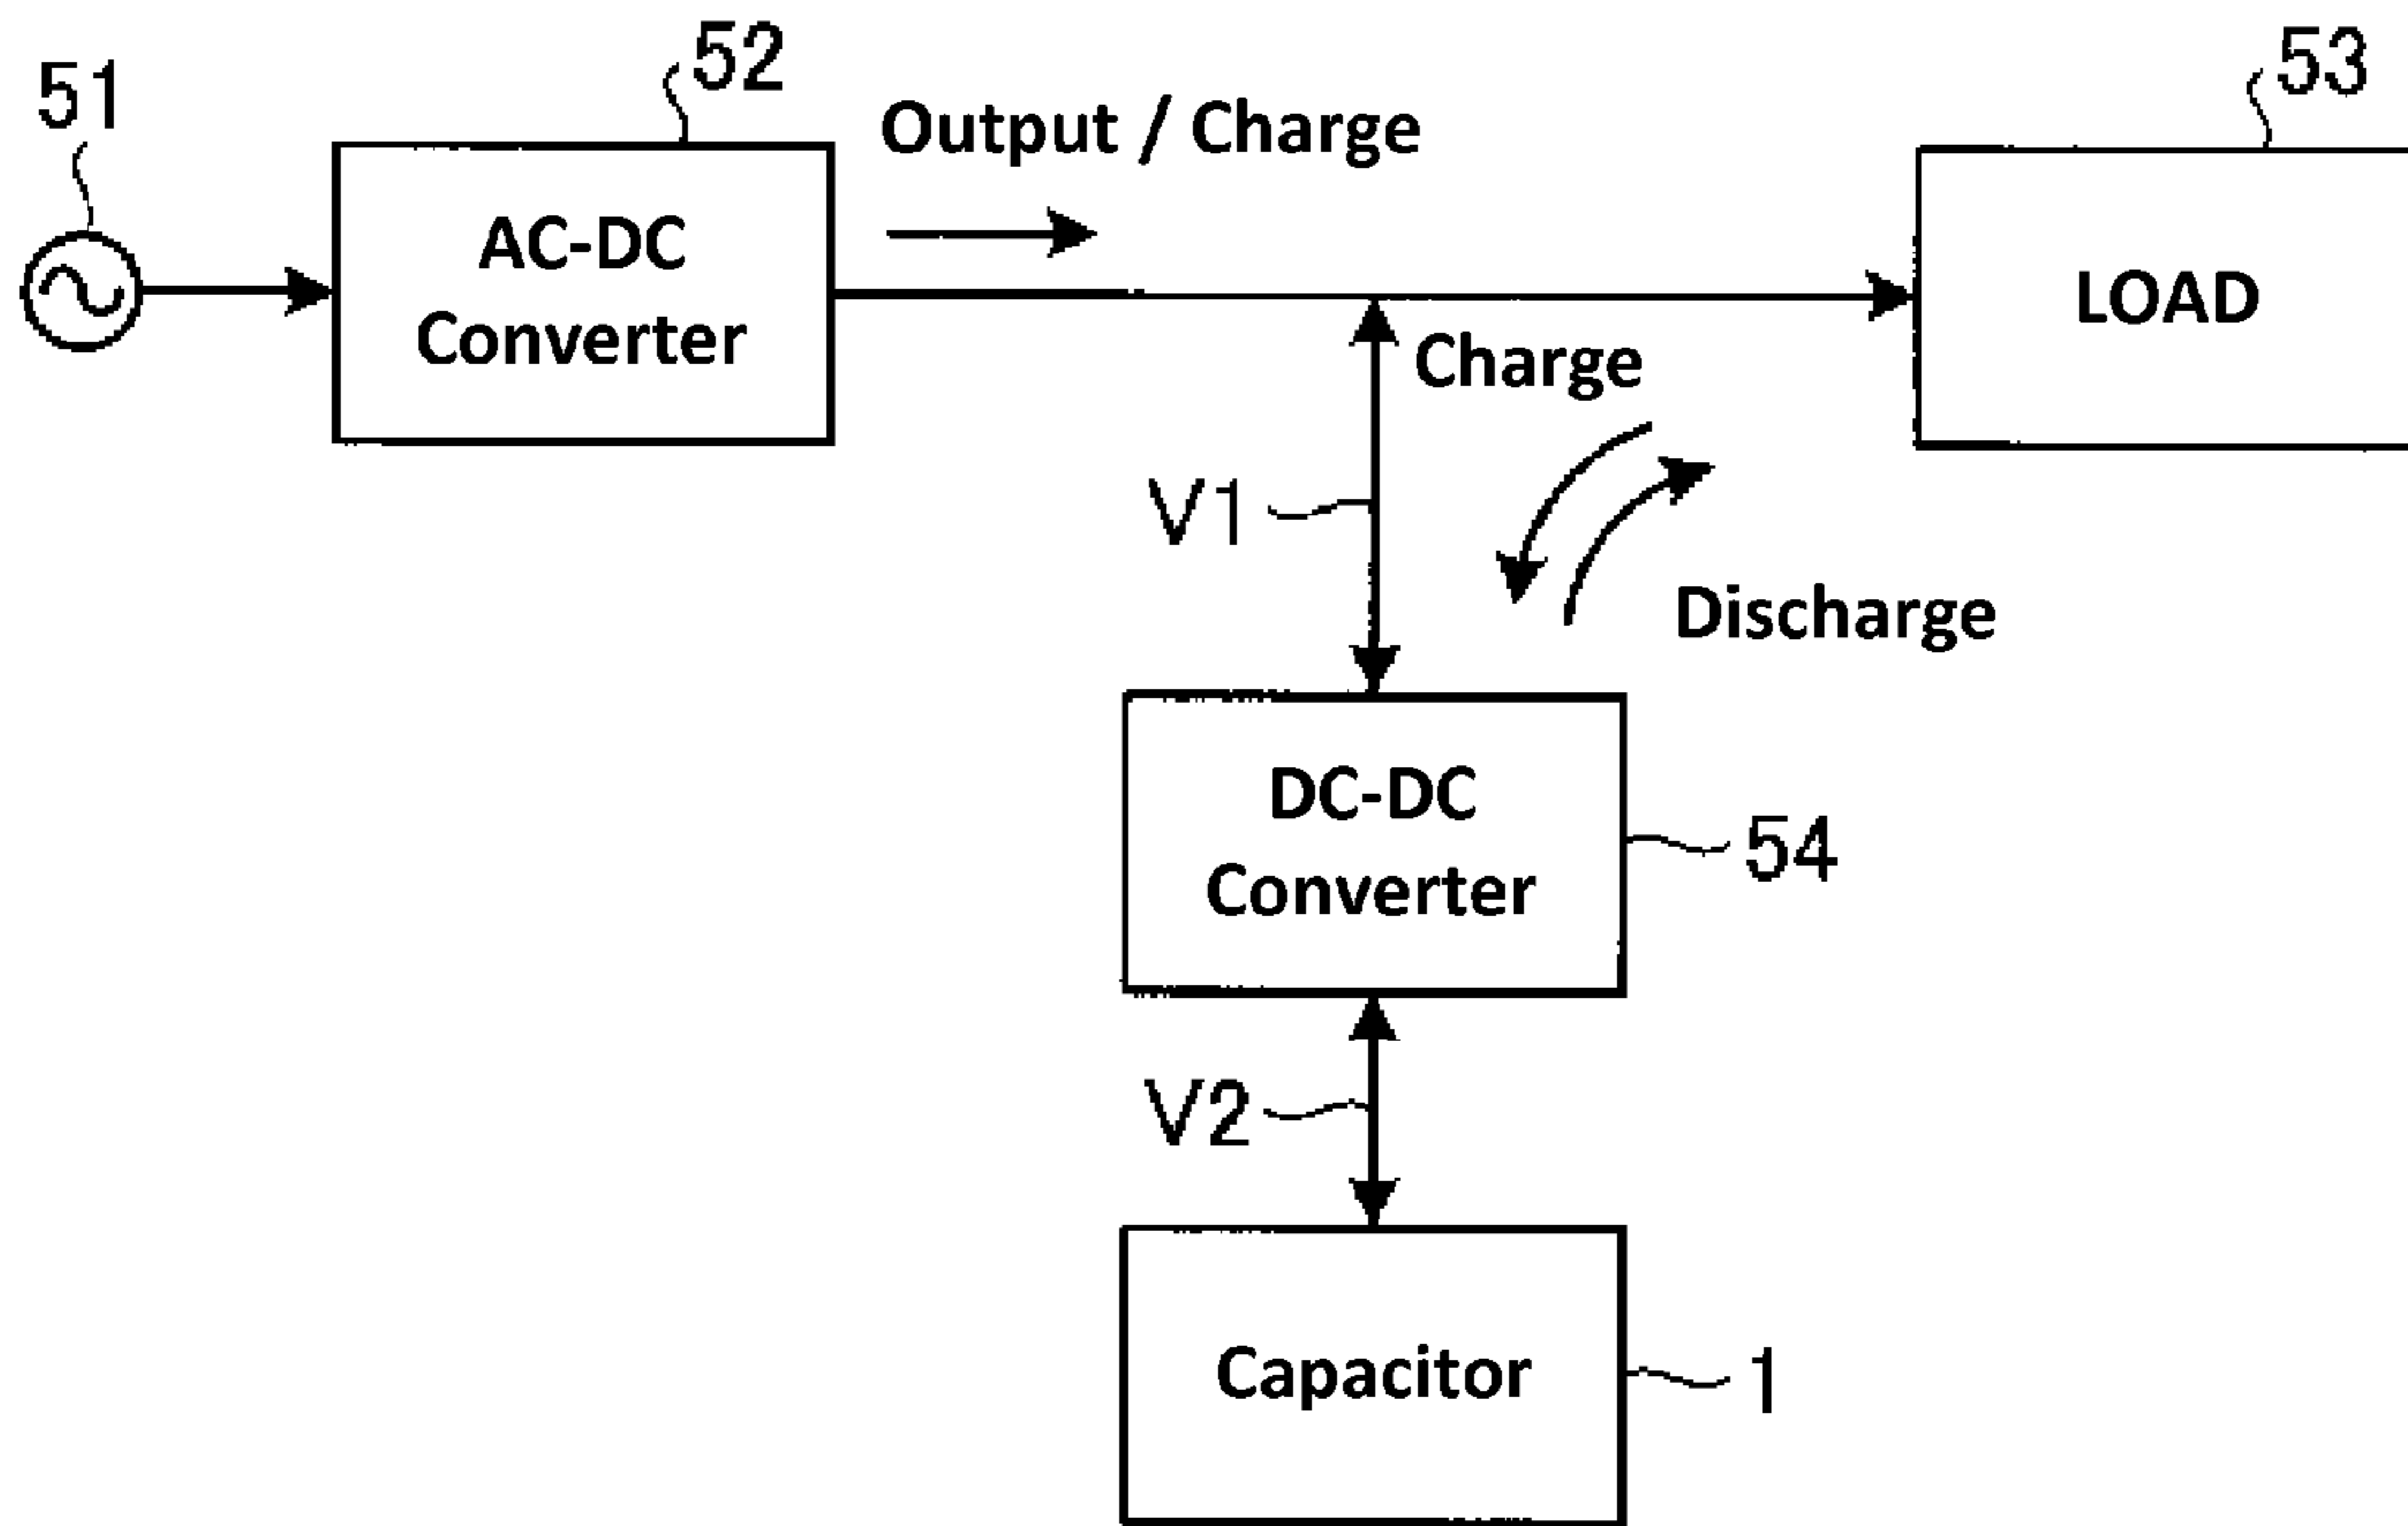 51
52
53
Output / Charge
AC-DC
Converter
LOAD
Charge
V1
Discharge
DC-DC
Converter
54
V2
Capacitor
1